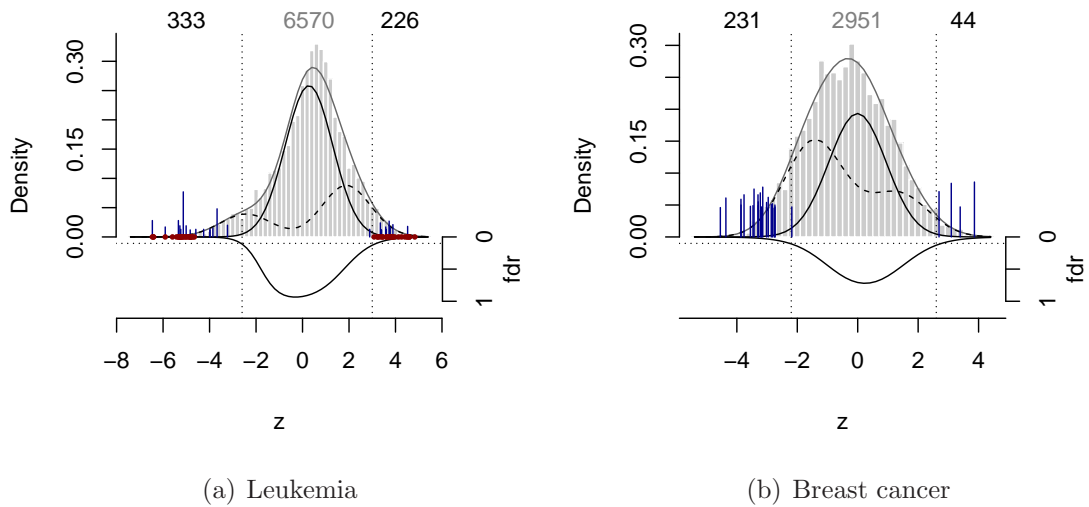 333 6570 226
Density
0.00 0.15 0.30
0 1
fdr
−8 −6 −4 −2 0 2 4 6
z
(a) Leukemia
231 2951 44
Density
0.00 0.15 0.30
0 1
fdr
−4 −2 0 2 4
z
(b) Breast cancer